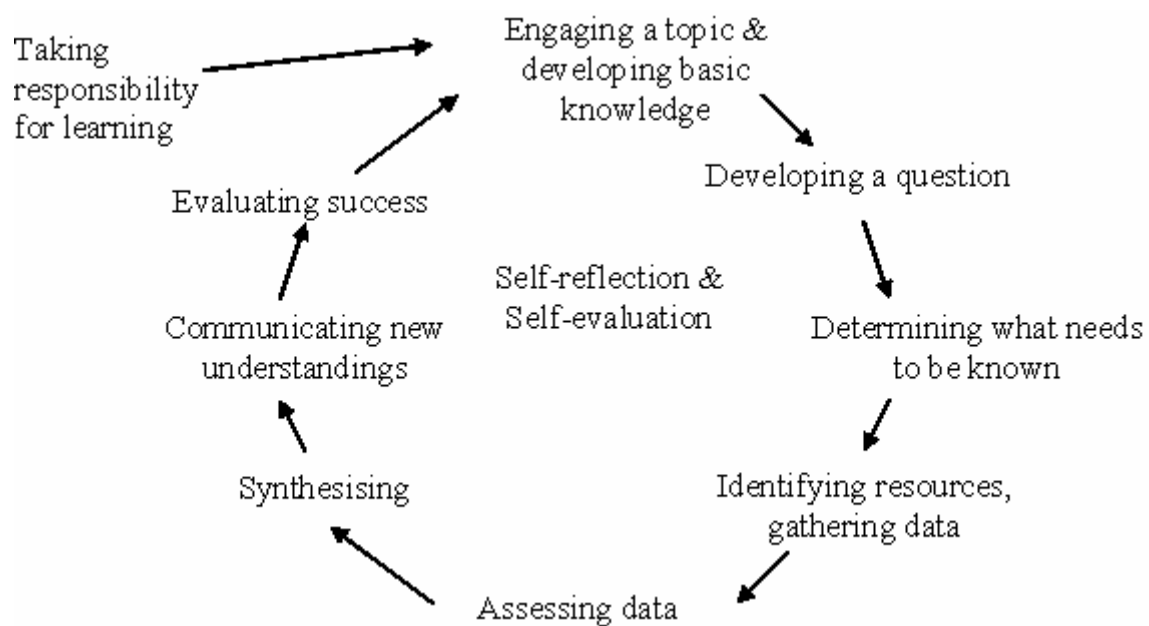 Taking
responsibility
for learning
Engaging a topic &
developing basic
knowledge
Developing a question
Determining what needs
to be known
Identifying resources,
gathering data
Assessing data
Synthesising
Communicating new
understandings
Evaluating success
Self-reflection &
Self-evaluation